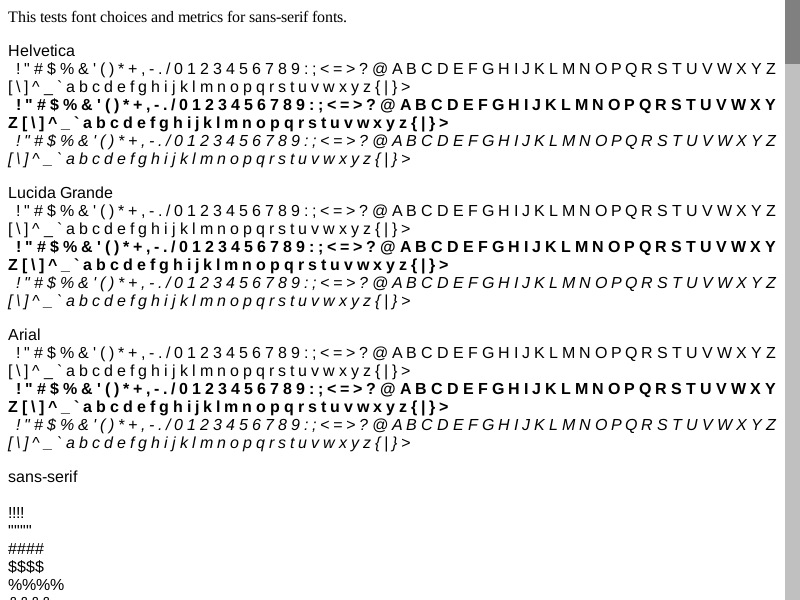 This tests font choices and metrics for sans-serif fonts.
Helvetica
! " # $ % & ' ( ) * + , - . / 0 1 2 3 4 5 6 7 8 9 : ; < = > ? @ A B C D E F G H I J K L M N O P Q R S T U V W X Y Z
[ \ ] ^ _ ` a b c d e f g h i j k l m n o p q r s t u v w x y z { | } >
! " # $ % & ' ( ) * + , - . / 0 1 2 3 4 5 6 7 8 9 : ; < = > ? @ A B C D E F G H I J K L M N O P Q R S T U V W X Y
Z [ \ ] ^ _ ` a b c d e f g h i j k l m n o p q r s t u v w x y z { | } >
! " # $ % & ' ( ) * + , - . / 0 1 2 3 4 5 6 7 8 9 : ; < = > ? @ A B C D E F G H I J K L M N O P Q R S T U V W X Y Z
[ \ ] ^ _ ` a b c d e f g h i j k l m n o p q r s t u v w x y z { | } >
Lucida Grande
! " # $ % & ' ( ) * + , - . / 0 1 2 3 4 5 6 7 8 9 : ; < = > ? @ A B C D E F G H I J K L M N O P Q R S T U V W X Y Z
[ \ ] ^ _ ` a b c d e f g h i j k l m n o p q r s t u v w x y z { | } >
! " # $ % & ' ( ) * + , - . / 0 1 2 3 4 5 6 7 8 9 : ; < = > ? @ A B C D E F G H I J K L M N O P Q R S T U V W X Y
Z [ \ ] ^ _ ` a b c d e f g h i j k l m n o p q r s t u v w x y z { | } >
! " # $ % & ' ( ) * + , - . / 0 1 2 3 4 5 6 7 8 9 : ; < = > ? @ A B C D E F G H I J K L M N O P Q R S T U V W X Y Z
[ \ ] ^ _ ` a b c d e f g h i j k l m n o p q r s t u v w x y z { | } >
Arial
! " # $ % & ' ( ) * + , - . / 0 1 2 3 4 5 6 7 8 9 : ; < = > ? @ A B C D E F G H I J K L M N O P Q R S T U V W X Y Z
[ \ ] ^ _ ` a b c d e f g h i j k l m n o p q r s t u v w x y z { | } >
! " # $ % & ' ( ) * + , - . / 0 1 2 3 4 5 6 7 8 9 : ; < = > ? @ A B C D E F G H I J K L M N O P Q R S T U V W X Y
Z [ \ ] ^ _ ` a b c d e f g h i j k l m n o p q r s t u v w x y z { | } >
! " # $ % & ' ( ) * + , - . / 0 1 2 3 4 5 6 7 8 9 : ; < = > ? @ A B C D E F G H I J K L M N O P Q R S T U V W X Y Z
[ \ ] ^ _ ` a b c d e f g h i j k l m n o p q r s t u v w x y z { | } >
sans-serif
!!!!
""""
####
$$$$
%%%%